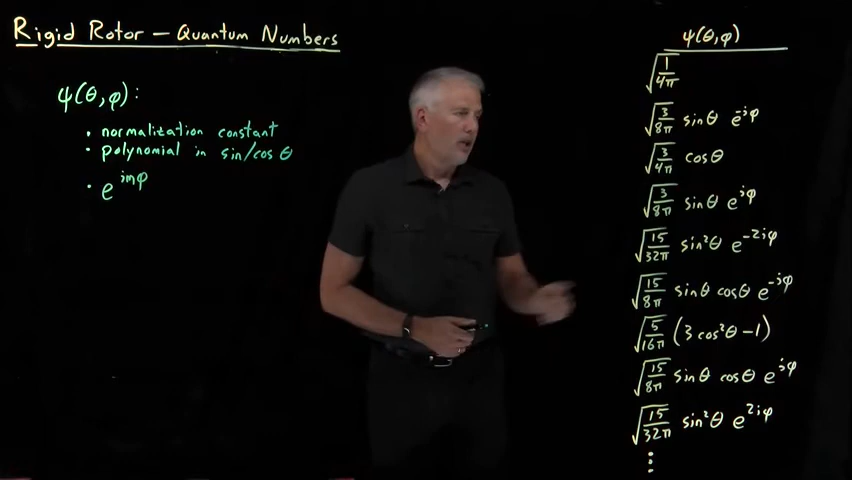 Rigid Rotor – Quantum Numbers
ψ(θ,φ):
• normalization constant
• polynomial in sin/cos θ
• e^{imφ}
ψ(θ,φ)
√(1/4π)
√(3/8π) sinθ e^{-iφ}
√(3/4π) cosθ
√(3/8π) sinθ e^{iφ}
√(15/32π) sin²θ e^{-2iφ}
√(15/8π) sinθ cosθ e^{-iφ}
√(5/16π) (3cos²θ-1)
√(15/8π) sinθ cosθ e^{iφ}
√(15/32π) sin²θ e^{2iφ}
⋮